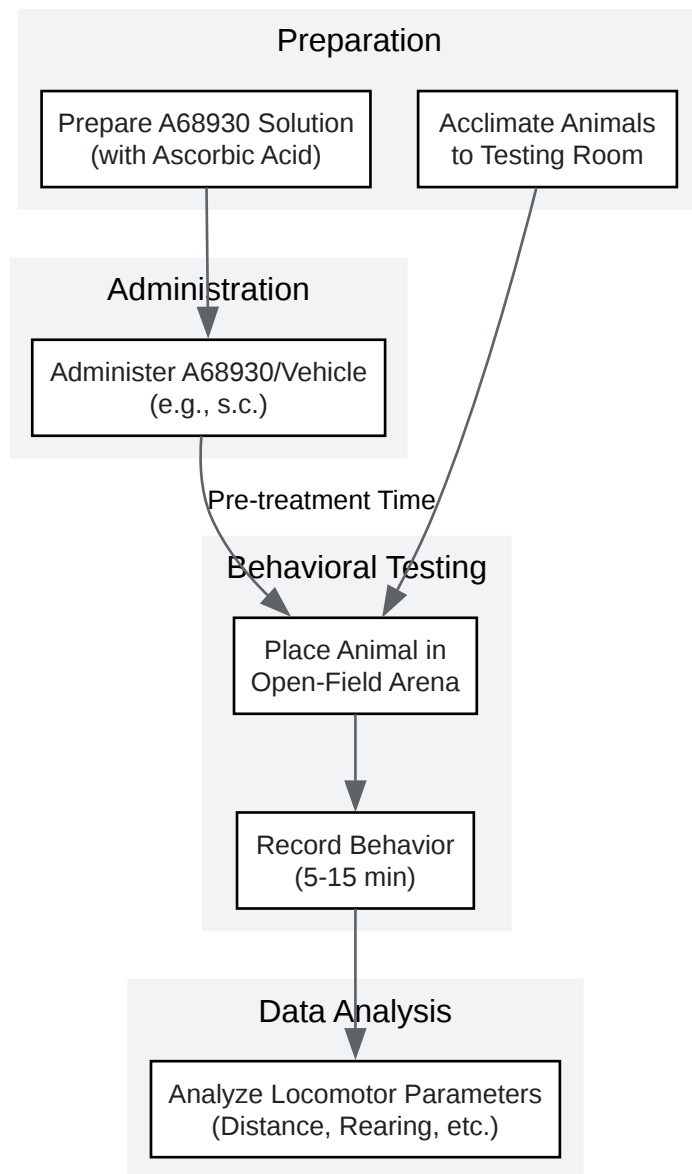 Preparation
Prepare A68930 Solution
(with Ascorbic Acid)
Acclimate Animals
to Testing Room
Administration
Administer A68930/Vehicle
(e.g., s.c.)
Pre-treatment Time
Behavioral Testing
Place Animal in
Open-Field Arena
Record Behavior
(5-15 min)
Data Analysis
Analyze Locomotor Parameters
(Distance, Rearing, etc.)